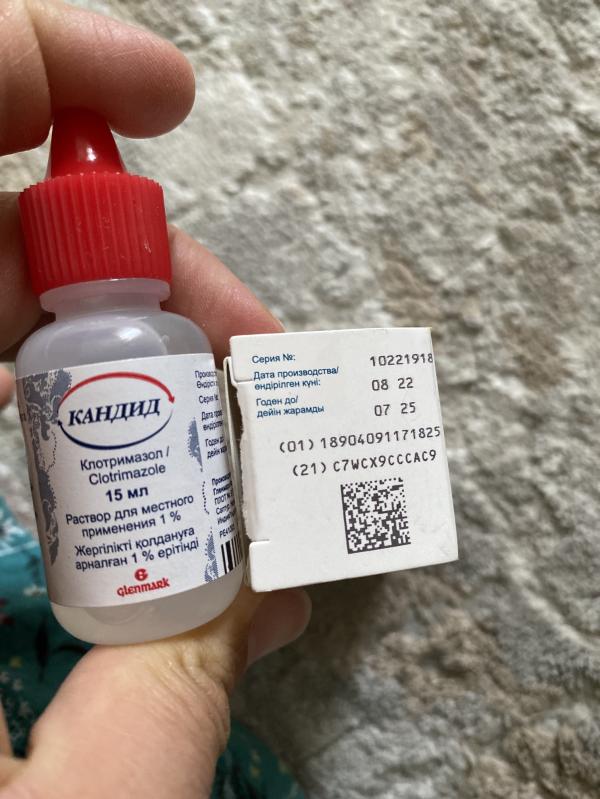 КАНДИД
Клотримазол /
Clotrimazole
15 мл
Раствор для местного
применения 1 %
Жергілікті қолдануға
арналған 1 % ерітінді
G
Glenmark
Серия №:
10221918
Дата производства/
өндірілген күні:
08 22
Годен до/
дейін жарамды
07 25
(01) 18904091171825
(21) C7WCX9CCCAC9